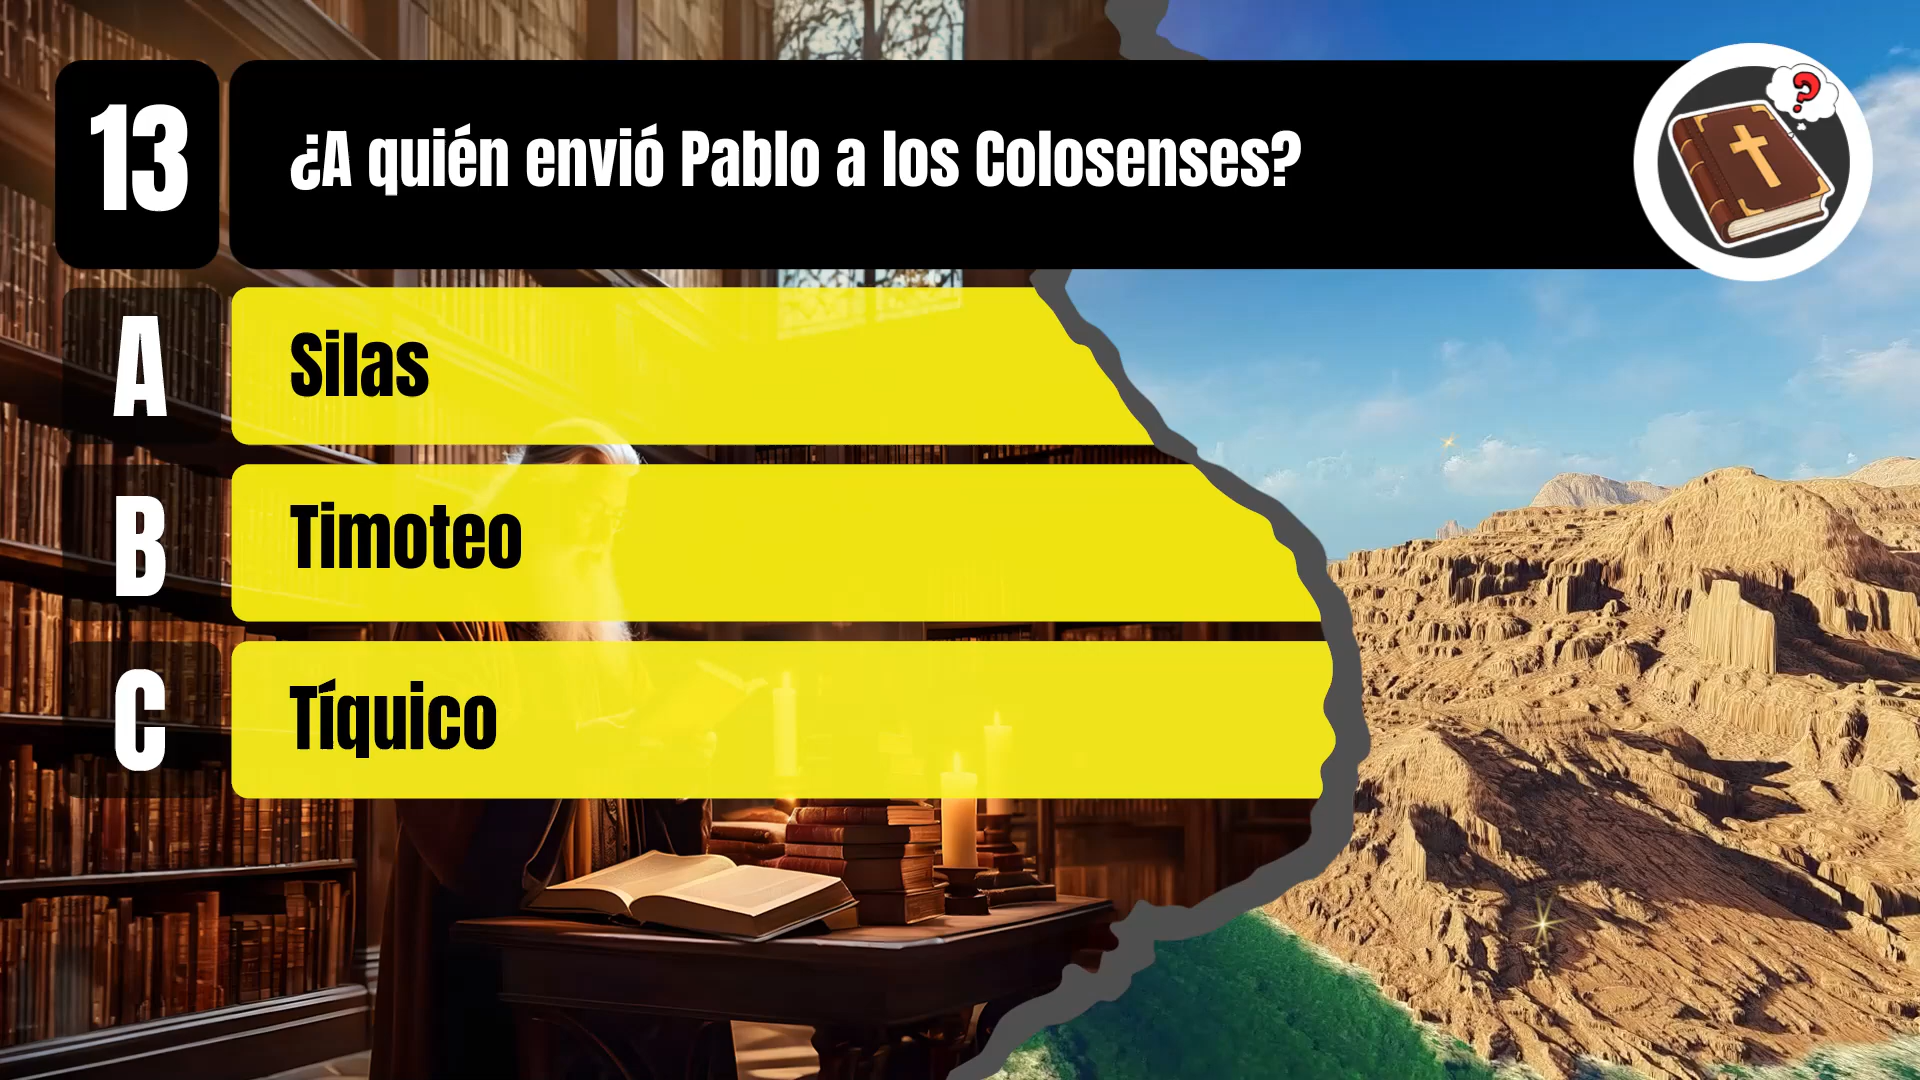 13
¿A quién envió Pablo a los Colosenses?
?
A
Silas
B
Timoteo
C
Tíquico